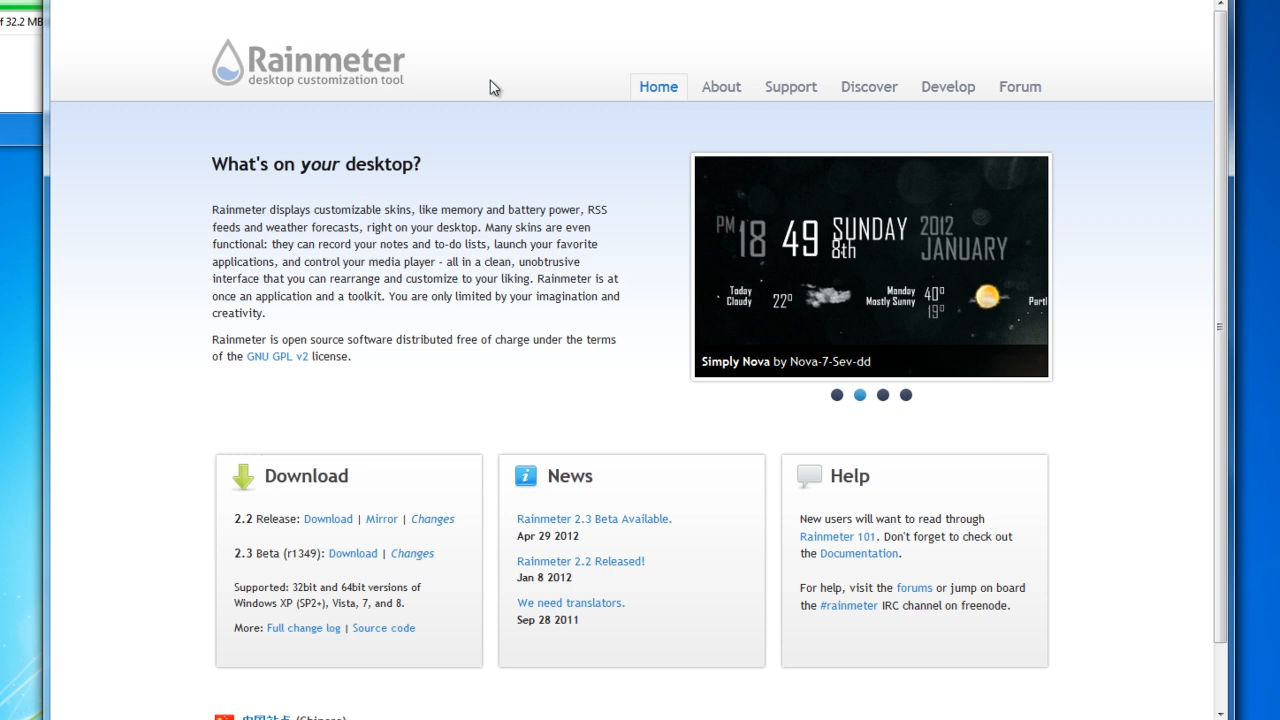 f 32.2 MB
Rainmeter
desktop customization tool
Home About Support Discover Develop Forum
What's on your desktop?
Rainmeter displays customizable skins, like memory and battery power, RSS
feeds and weather forecasts, right on your desktop. Many skins are even
functional: they can record your notes and to-do lists, launch your favorite
applications, and control your media player - all in a clean, unobtrusive
interface that you can rearrange and customize to your liking. Rainmeter is at
once an application and a toolkit. You are only limited by your imagination and
creativity.
Rainmeter is open source software distributed free of charge under the terms
of the GNU GPL v2 license.
PM 18 49 SUNDAY 8th 2012 JANUARY
Today Cloudy 22° Monday Mostly Sunny 40° 19° Parti
Simply Nova by Nova-7-Sev-dd
Download
2.2 Release: Download | Mirror | Changes
2.3 Beta (r1349): Download | Changes
Supported: 32bit and 64bit versions of
Windows XP (SP2+), Vista, 7, and 8.
More: Full change log | Source code
News
Rainmeter 2.3 Beta Available.
Apr 29 2012
Rainmeter 2.2 Released!
Jan 8 2012
We need translators.
Sep 28 2011
Help
New users will want to read through
Rainmeter 101. Don't forget to check out
the Documentation.
For help, visit the forums or jump on board
the #rainmeter IRC channel on freenode.
中国站点 (Chinese)